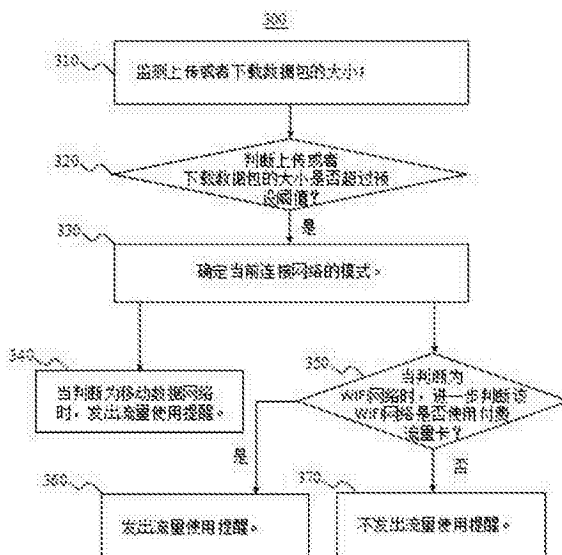 300
310
监测上传或者下载数据包的大小;
320
判断上传或者
下载数据包的大小是否超过预
设阈值?
是
330
确定当前连接网络的模式。
340
当判断为移动数据网络
时,发出流量使用提醒。
350
当判断为
WIFI网络时,进一步判断该
WIFI网络是否使用付费
流量卡?
是
否
360
发出流量使用提醒。
370
不发出流量使用提醒。